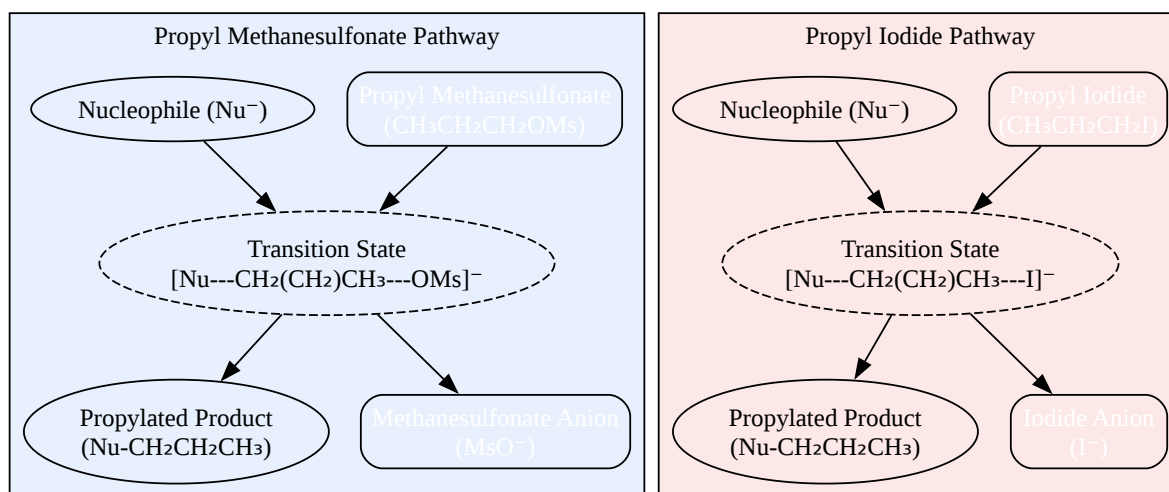 Propyl Methanesulfonate Pathway
Nucleophile (Nu⁻)
Propyl Methanesulfonate
(CH₃CH₂CH₂OMs)
Transition State
[Nu---CH₂(CH₂)CH₃---OMs]⁻
Propylated Product
(Nu-CH₂CH₂CH₃)
Methanesulfonate Anion
(MsO⁻)
Propyl Iodide Pathway
Nucleophile (Nu⁻)
Propyl Iodide
(CH₃CH₂CH₂I)
Transition State
[Nu---CH₂(CH₂)CH₃---I]⁻
Propylated Product
(Nu-CH₂CH₂CH₃)
Iodide Anion
(I⁻)